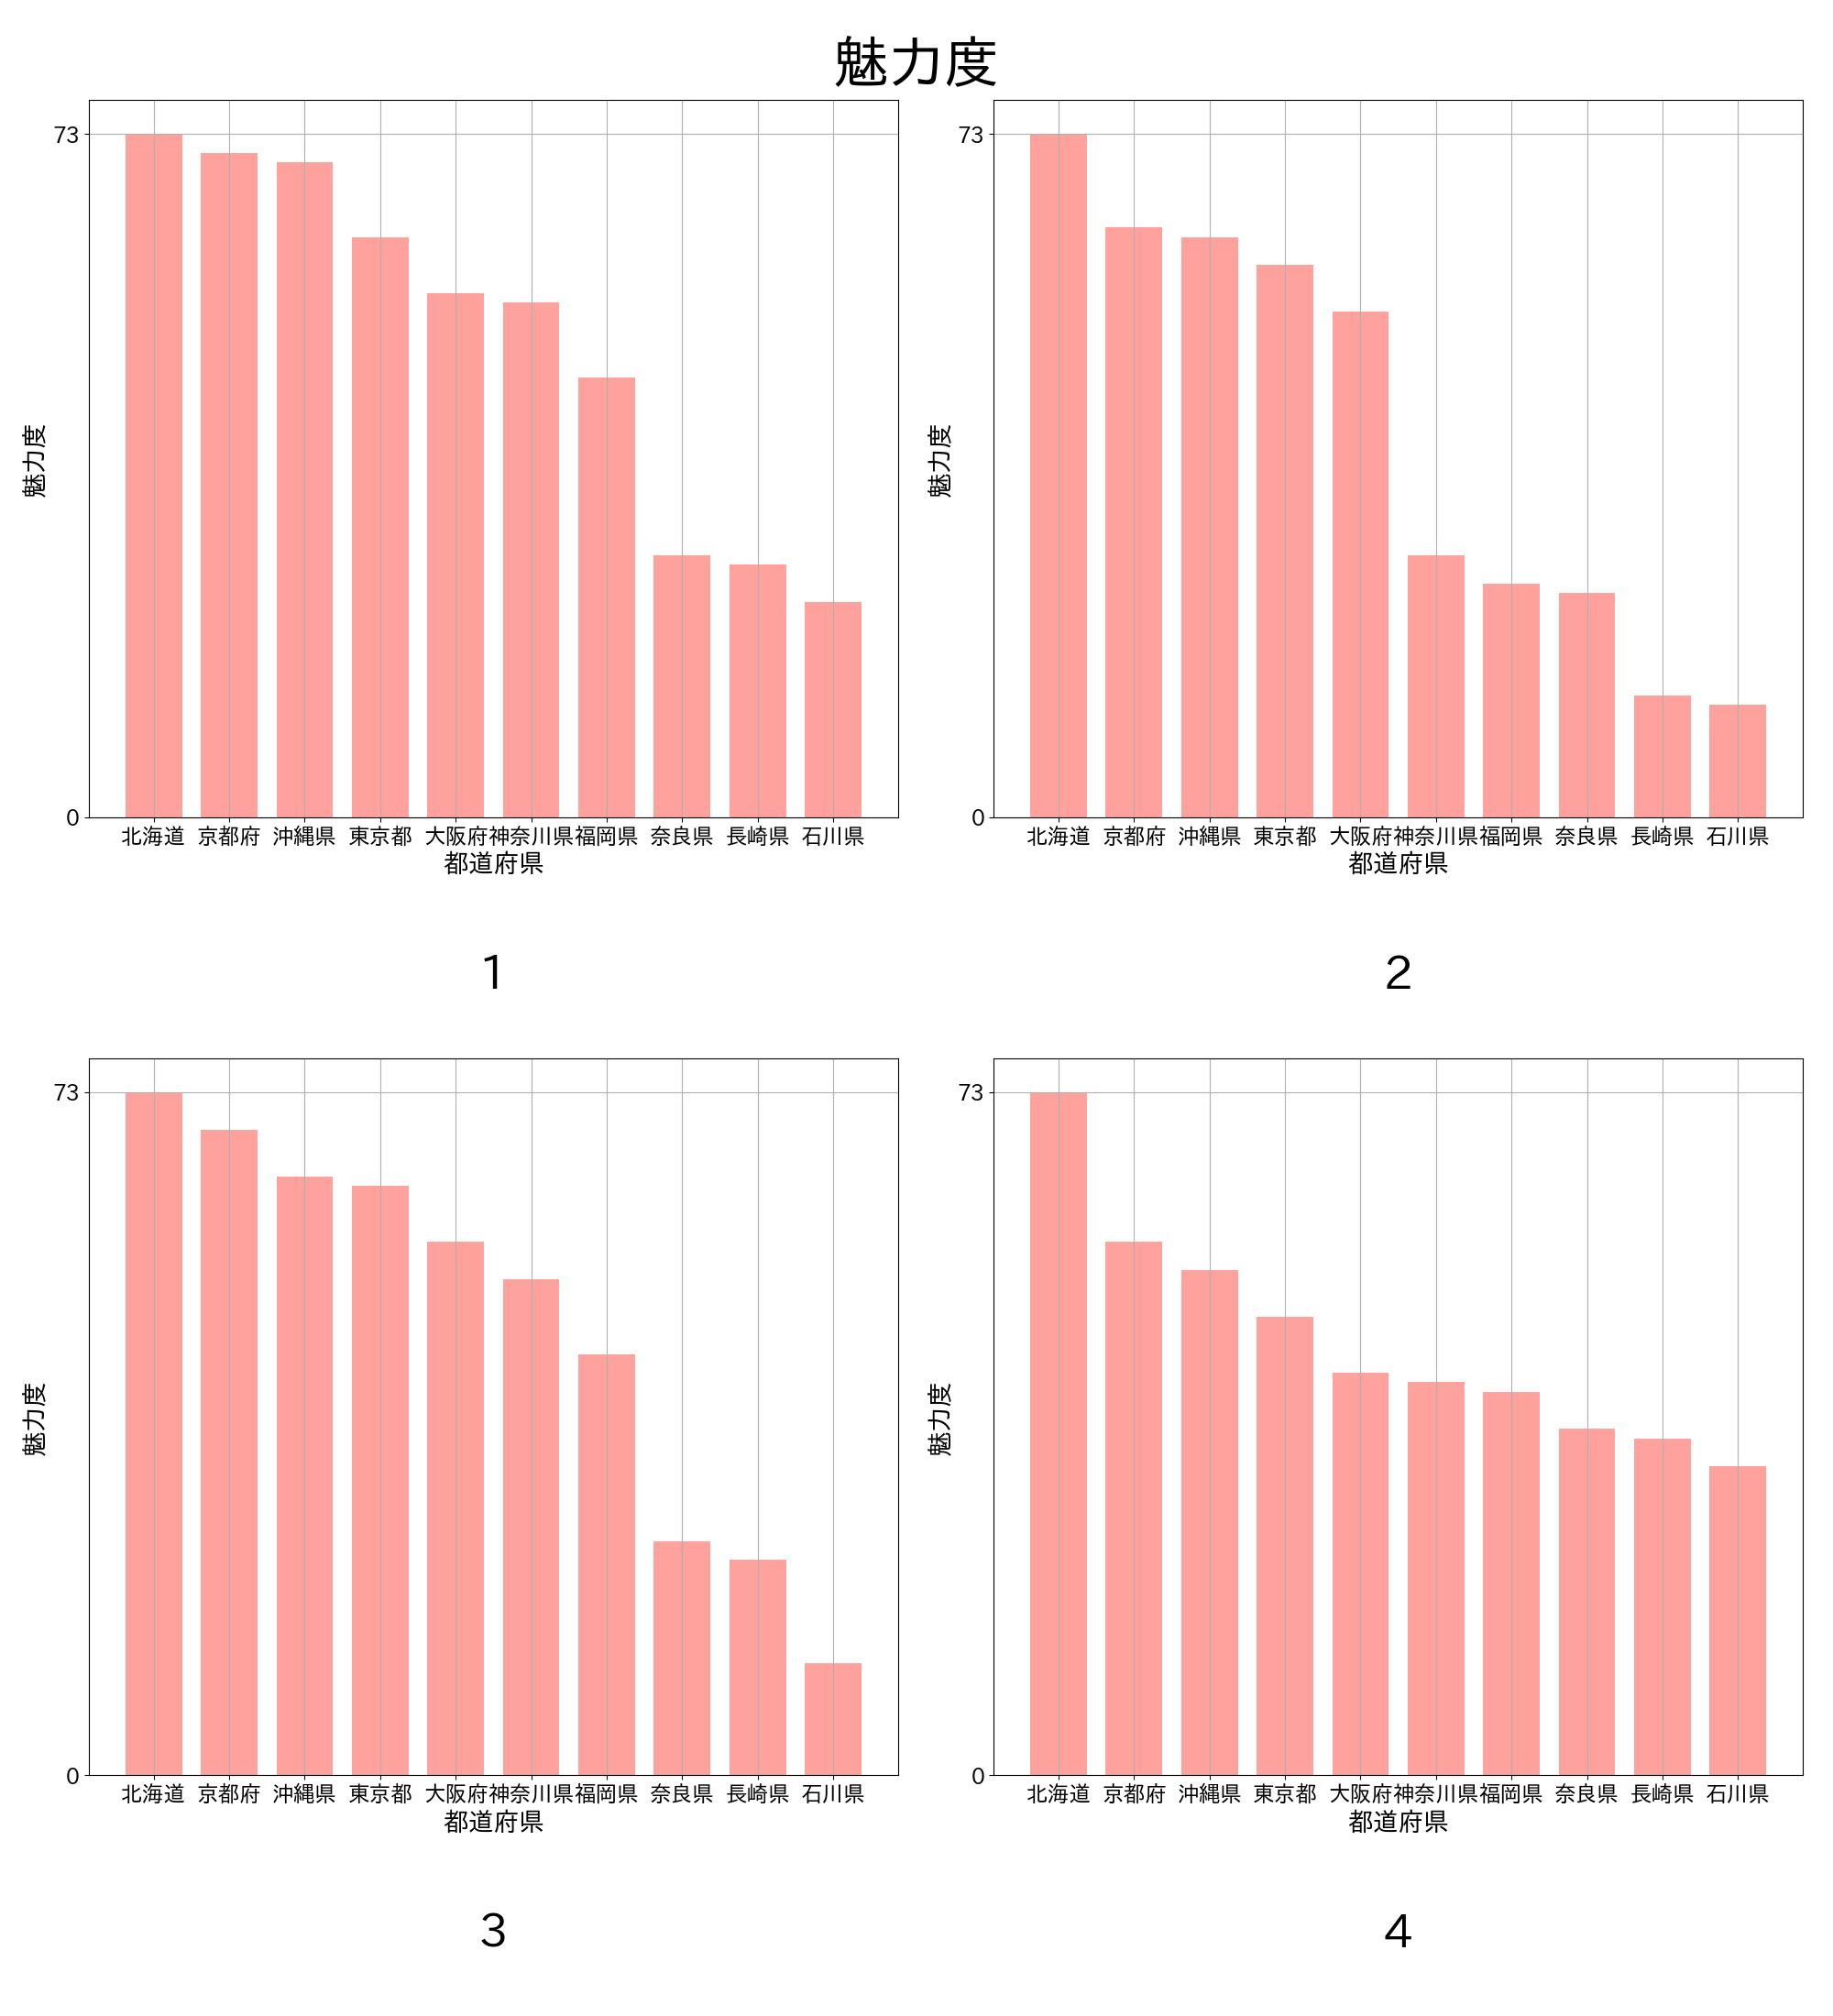 魅力度
73
0
魅力度
北海道 京都府 沖縄県 東京都 大阪府 神奈川県 福岡県 奈良県 長崎県 石川県
都道府県
1
73
0
魅力度
北海道 京都府 沖縄県 東京都 大阪府 神奈川県 福岡県 奈良県 長崎県 石川県
都道府県
2
73
0
魅力度
北海道 京都府 沖縄県 東京都 大阪府 神奈川県 福岡県 奈良県 長崎県 石川県
都道府県
3
73
0
魅力度
北海道 京都府 沖縄県 東京都 大阪府 神奈川県 福岡県 奈良県 長崎県 石川県
都道府県
4